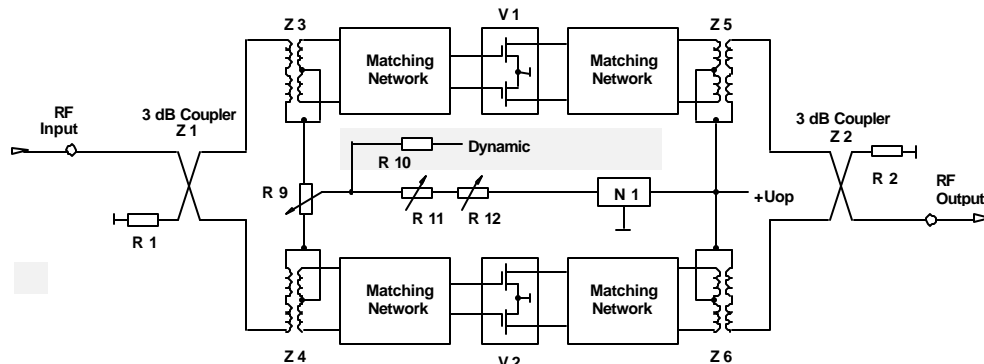 Z 3
V 1
Z 5
Matching
Network
Matching
Network
3 dB Coupler
Z 1
3 dB Coupler
Z 2
RF
Input
Dynamic
R 10
R 2
R 9
R 11
R 12
N 1
+Uop
RF
Output
R 1
Matching
Network
Matching
Network
Z 4
V 2
Z 6